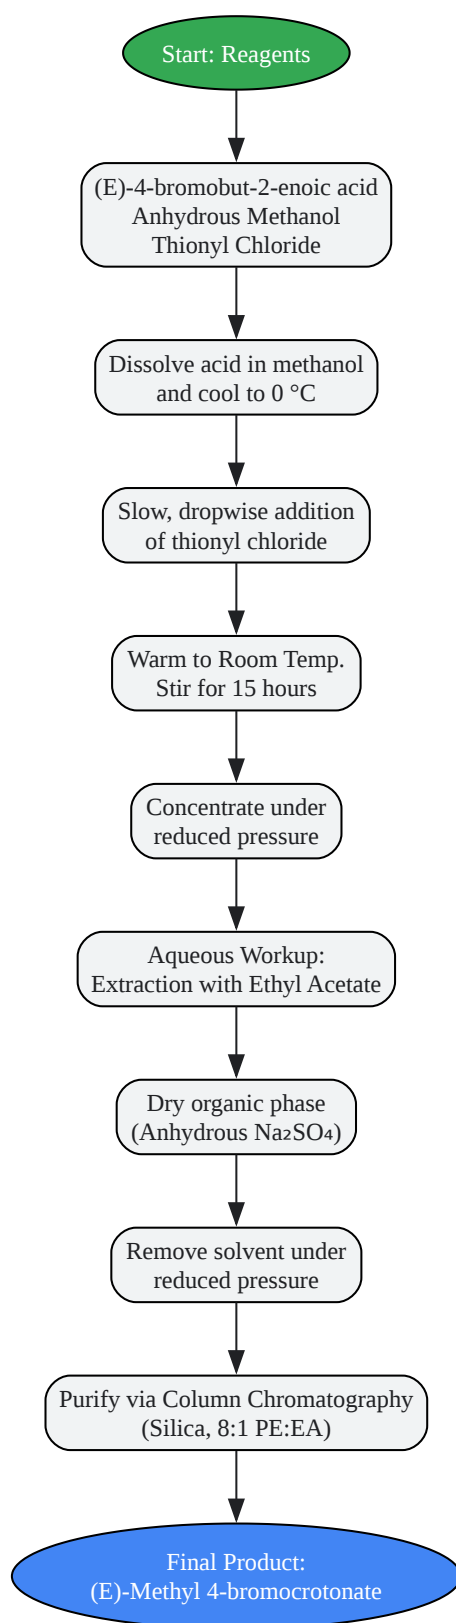 Start: Reagents
(E)-4-bromobut-2-enoic acid
Anhydrous Methanol
Thionyl Chloride
Dissolve acid in methanol
and cool to 0 °C
Slow, dropwise addition
of thionyl chloride
Warm to Room Temp.
Stir for 15 hours
Concentrate under
reduced pressure
Aqueous Workup:
Extraction with Ethyl Acetate
Dry organic phase
(Anhydrous Na₂SO₄)
Remove solvent under
reduced pressure
Purify via Column Chromatography
(Silica, 8:1 PE:EA)
Final Product:
(E)-Methyl 4-bromocrotonate